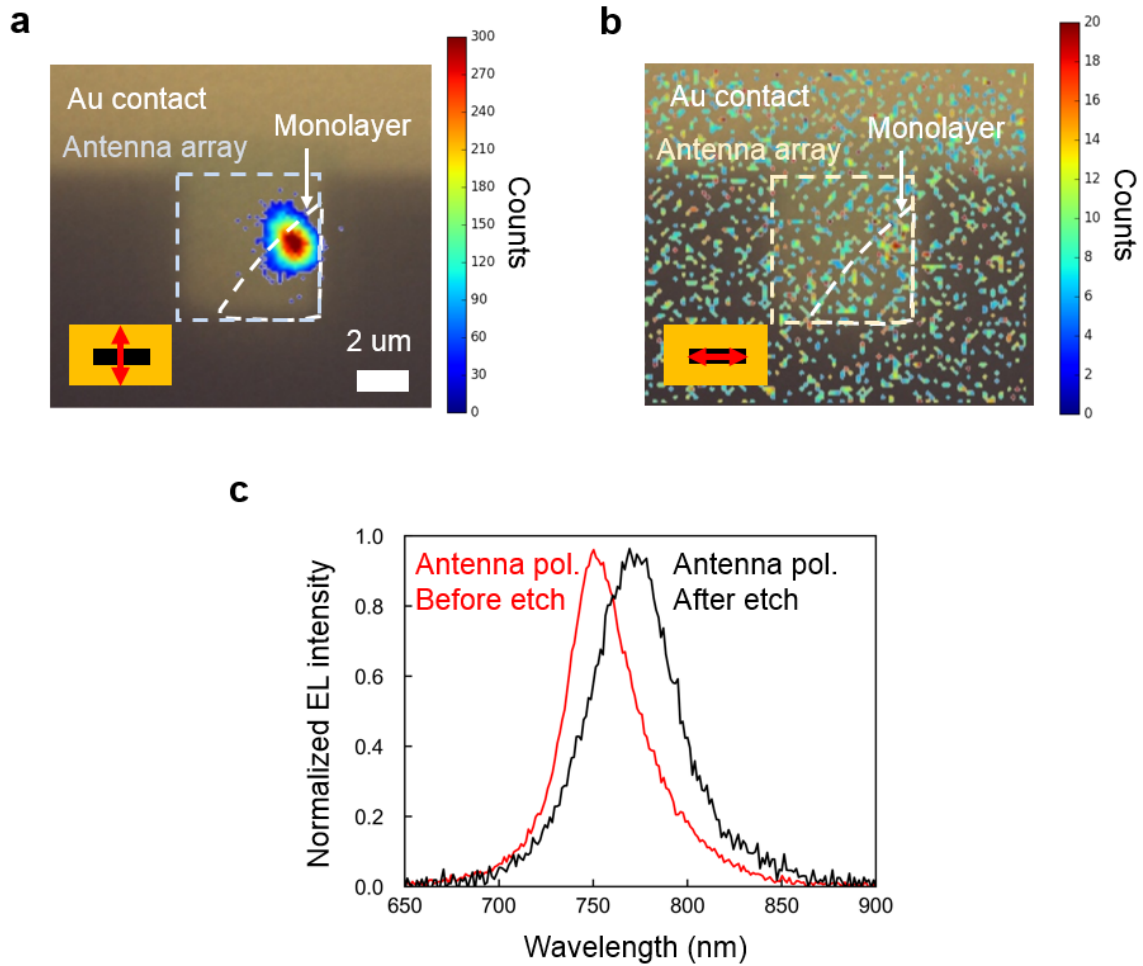 a
Au contact
Antenna array
Monolayer
2 um
300
270
240
210
180
150
120
90
60
30
0
Counts
b
Au contact
Antenna array
Monolayer
20
18
16
14
12
10
8
6
4
2
0
Counts
c
Normalized EL intensity
1.0
0.8
0.6
0.4
0.2
0.0
Antenna pol.
Before etch
Antenna pol.
After etch
650
700
750
800
850
900
Wavelength (nm)